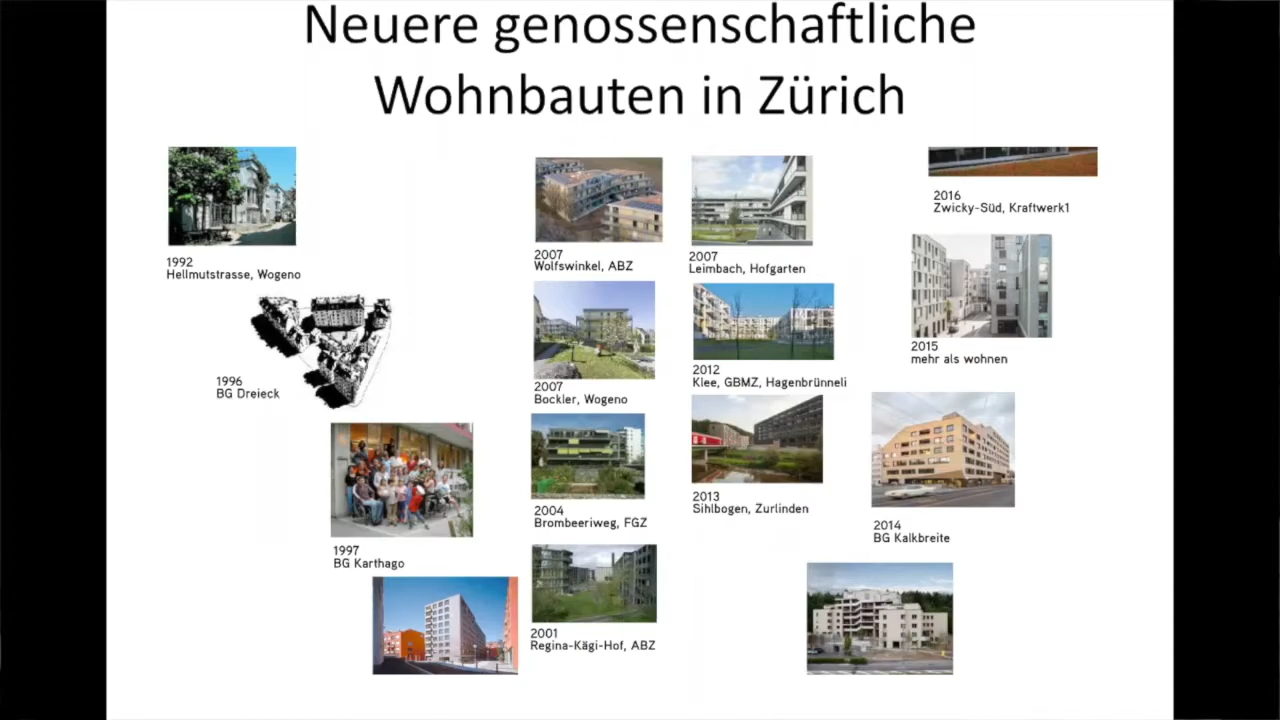 Neuere genossenschaftliche
Wohnbauten in Zürich
1992
Hellmutstrasse, Wogeno
1996
BG Dreieck
1997
BG Karthago
2007
Wolfswinkel, ABZ
2007
Bockler, Wogeno
2004
Brombeeriweg, FGZ
2001
Regina-Kägi-Hof, ABZ
2007
Leimbach, Hofgarten
2012
Klee, GBMZ, Hagenbrünneli
2013
Sihlbogen, Zurlinden
2016
Zwicky-Süd, Kraftwerk1
2015
mehr als wohnen
2014
BG Kalkbreite